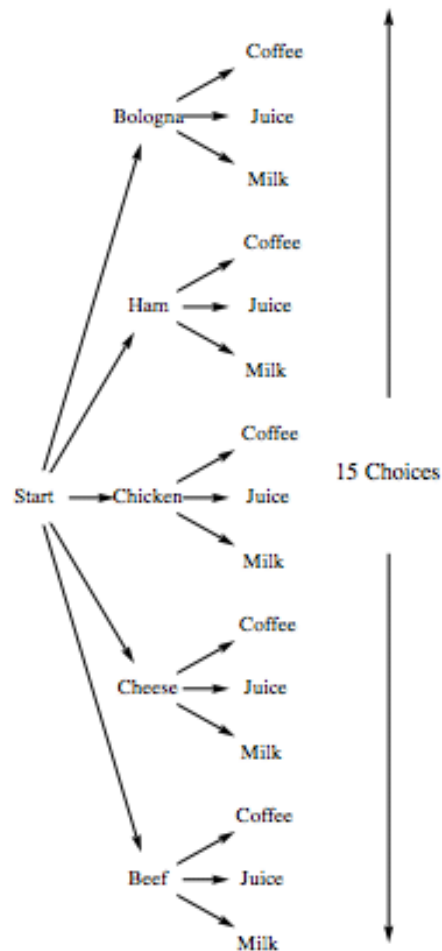 Coffee
Bologna
Juice
Milk
Coffee
Ham
Juice
Milk
Coffee
15 Choices
Start
Chicken
Juice
Milk
Coffee
Cheese
Juice
Milk
Coffee
Beef
Juice
Milk